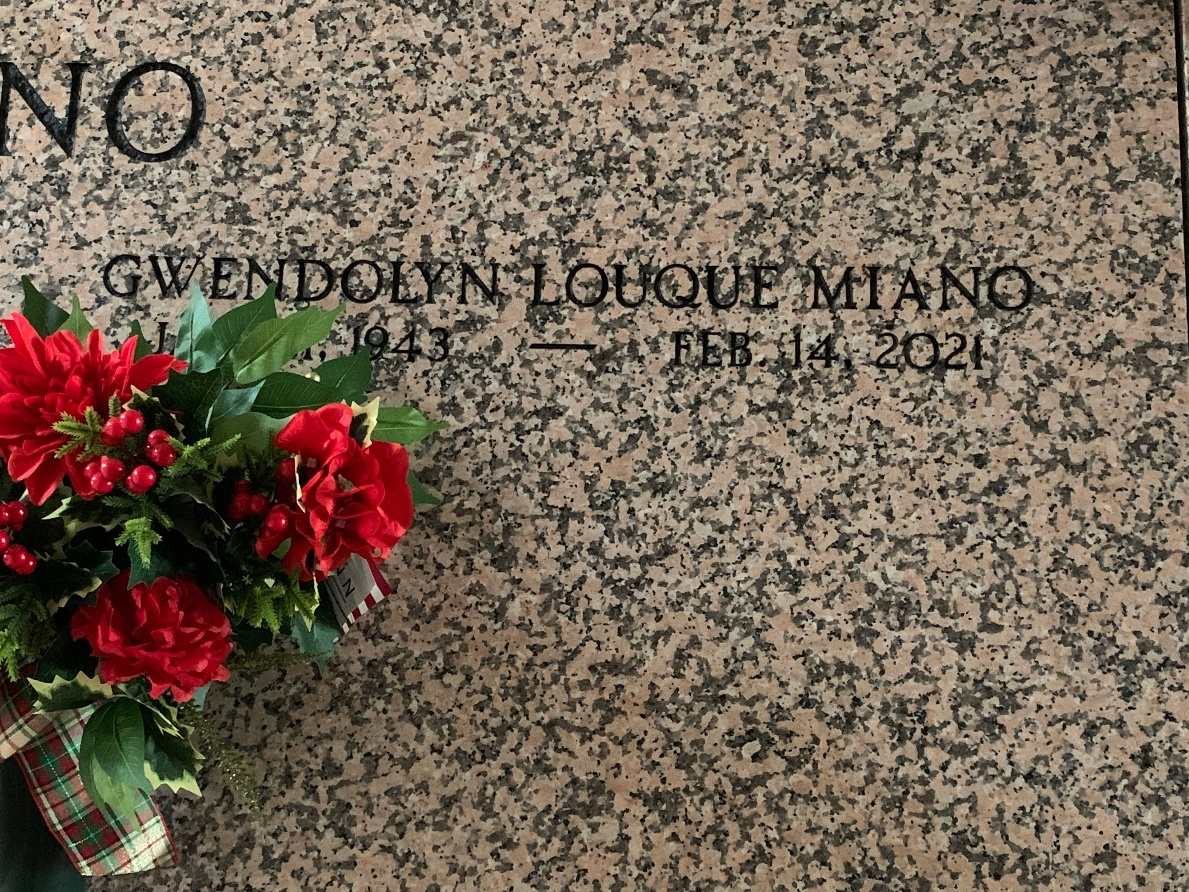 NO
GWENDOLYN LOUQUE MIANO
1943 — FEB. 14, 2021